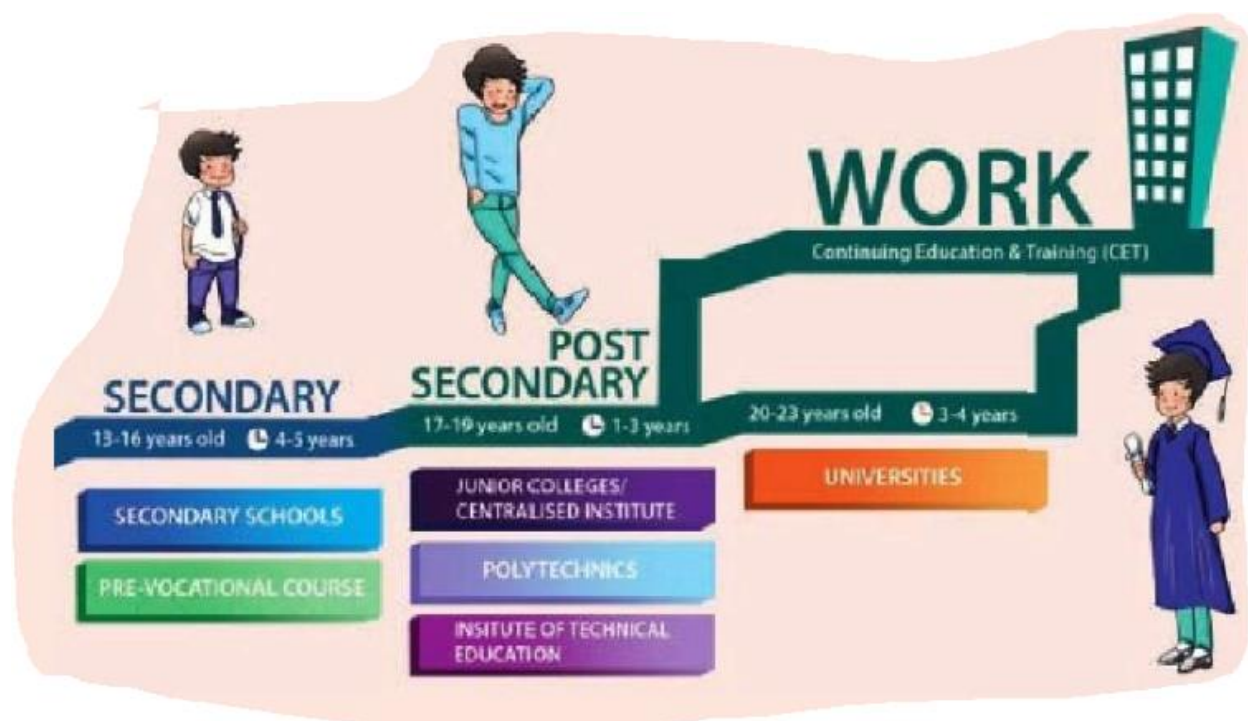 WORK
Continuing Education & Training (CET)
POST
SECONDARY
SECONDARY
13-16 years old 4-5 years
17-19 years old 1-3 years
20-23 years old 3-4 years
SECONDARY SCHOOLS
PRE-VOCATIONAL COURSE
JUNIOR COLLEGES/
CENTRALISED INSTITUTE
POLYTECHNICS
INSITUTE OF TECHNICAL
EDUCATION
UNIVERSITIES